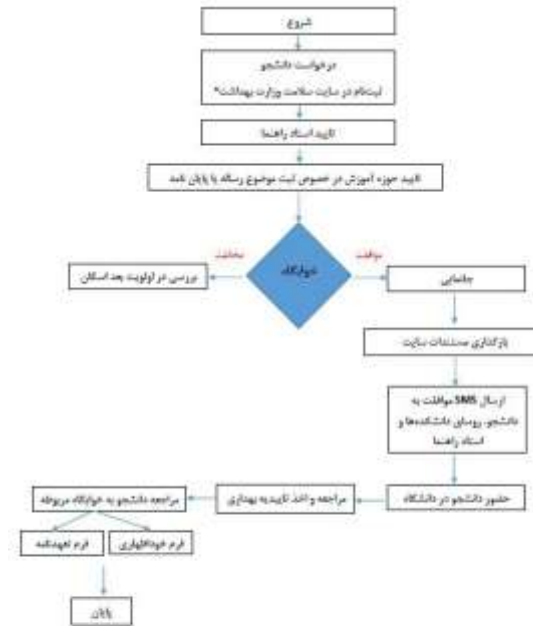 شروع
درخواست دانشجو
ثبت‌نام در سایت سلامت وزارت بهداشت*
تایید استاد راهنما
تایید حوزه آموزش در خصوص ثبت موضوع رساله یا پایان نامه
خوابگاه
موافقت
مخالفت
جانمایی
بررسی در اولویت بعد اسکان
بارگذاری مستندات سایت
ارسال SMS موافقت به
دانشجو، روسای دانشکده‌ها و
استاد راهنما
حضور دانشجو در دانشگاه
مراجعه و اخذ تاییدیه بهداری
مراجعه دانشجو به خوابگاه مربوطه
فرم خوداظهاری
فرم تعهدنامه
پایان